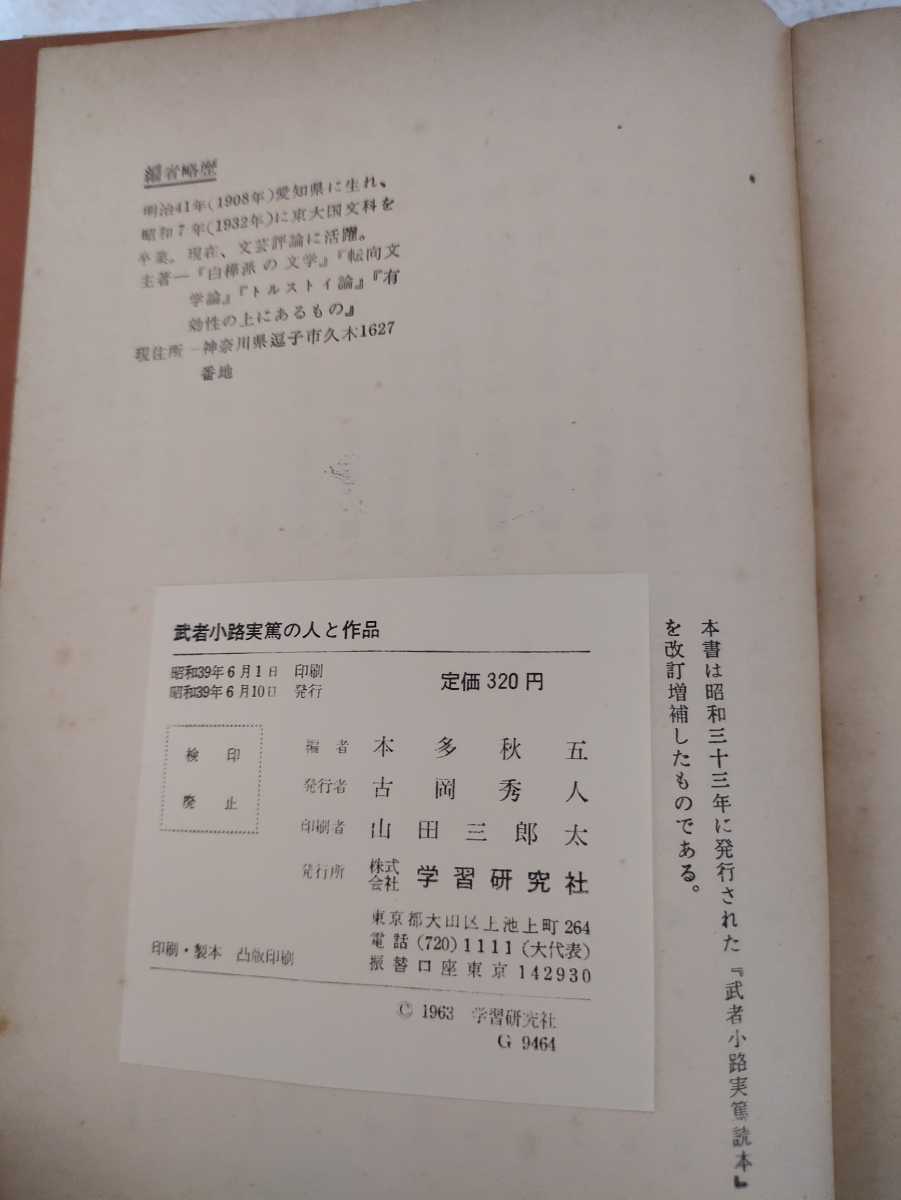 編者略歴
明治41年(1908年)愛知県に生れ、
昭和7年(1932年)に東大国文科を
卒業。現在、文芸評論に活躍。
主著―『白樺派の文学』『転向文
学論』『トルストイ論』『有
効性の上にあるもの』
現住所―神奈川県逗子市久木1627
番地
本書は昭和三十三年に発行された『武者小路実篤読本』
を改訂増補したものである。
武者小路実篤の人と作品
昭和39年6月1日 印刷
昭和39年6月10日 発行
定価320円
検印
廃止
編者 本多秋五
発行者 古岡秀人
印刷者 山田三郎太
発行所 株式会社 学習研究社
東京都大田区上池上町264
電話(720)1111(大代表)
振替口座東京142930
印刷・製本 凸版印刷
© 1963 学習研究社
G 9464